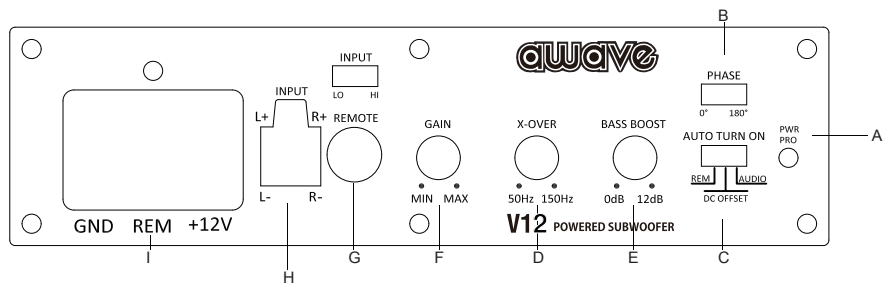 B
awave
INPUT
LO HI
PHASE
0° 180°
INPUT
L+ R+
L- R-
REMOTE
GAIN
MIN MAX
X-OVER
50Hz 150Hz
BASS BOOST
0dB 12dB
AUTO TURN ON
REM AUDIO
DC OFFSET
PWR
PRO
A
GND REM +12V
V12 POWERED SUBWOOFER
I
H
G
F
D
E
C